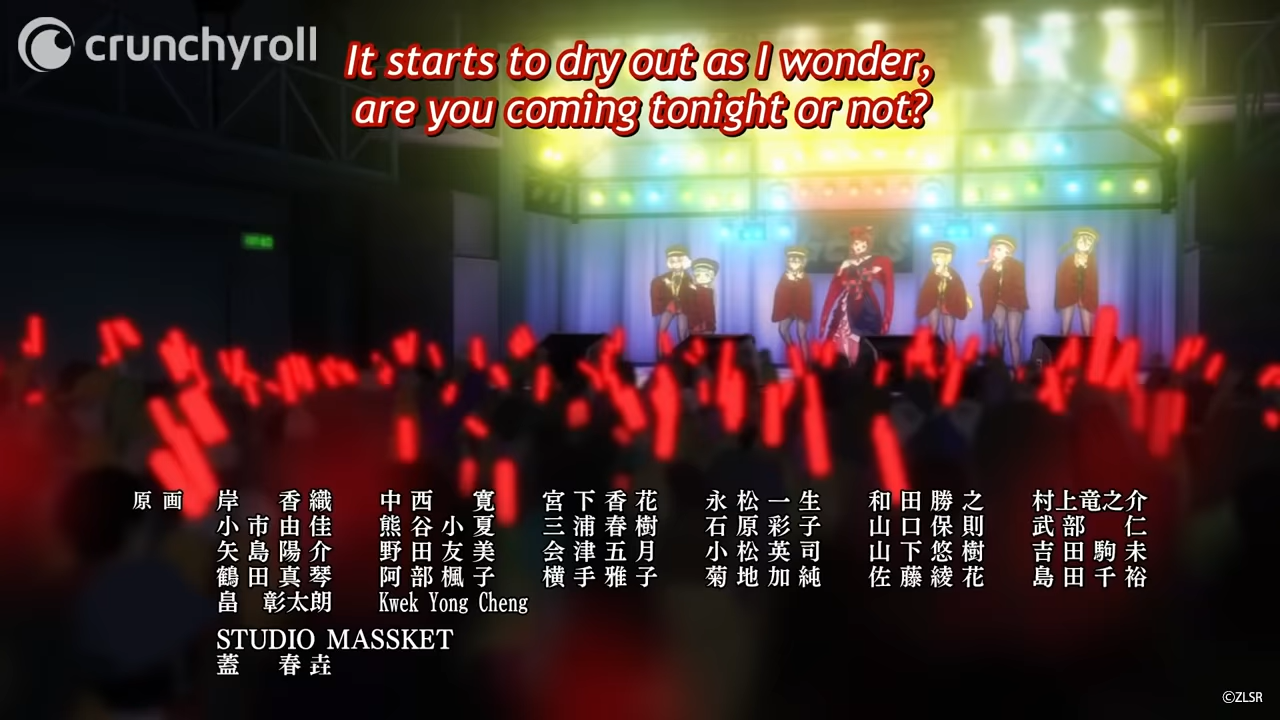 crunchyroll
It starts to dry out as I wonder,
are you coming tonight or not?
原画 岸 香織 中西 寛 宮下香花 永松一生 和田勝之 村上竜之介
小市由佳 熊谷小夏 三浦春樹 石原彩子 山口保則 武部 仁
矢島陽介 野田友美 会津五月 小松英司 山下悠樹 吉田駒未
鶴田真琴 阿部楓子 横手雅子 菊地加純 佐藤綾花 島田千裕
畠 彰太朗 Kwek Yong Cheng
STUDIO MASSKET
蓋 春垚
©ZLSR